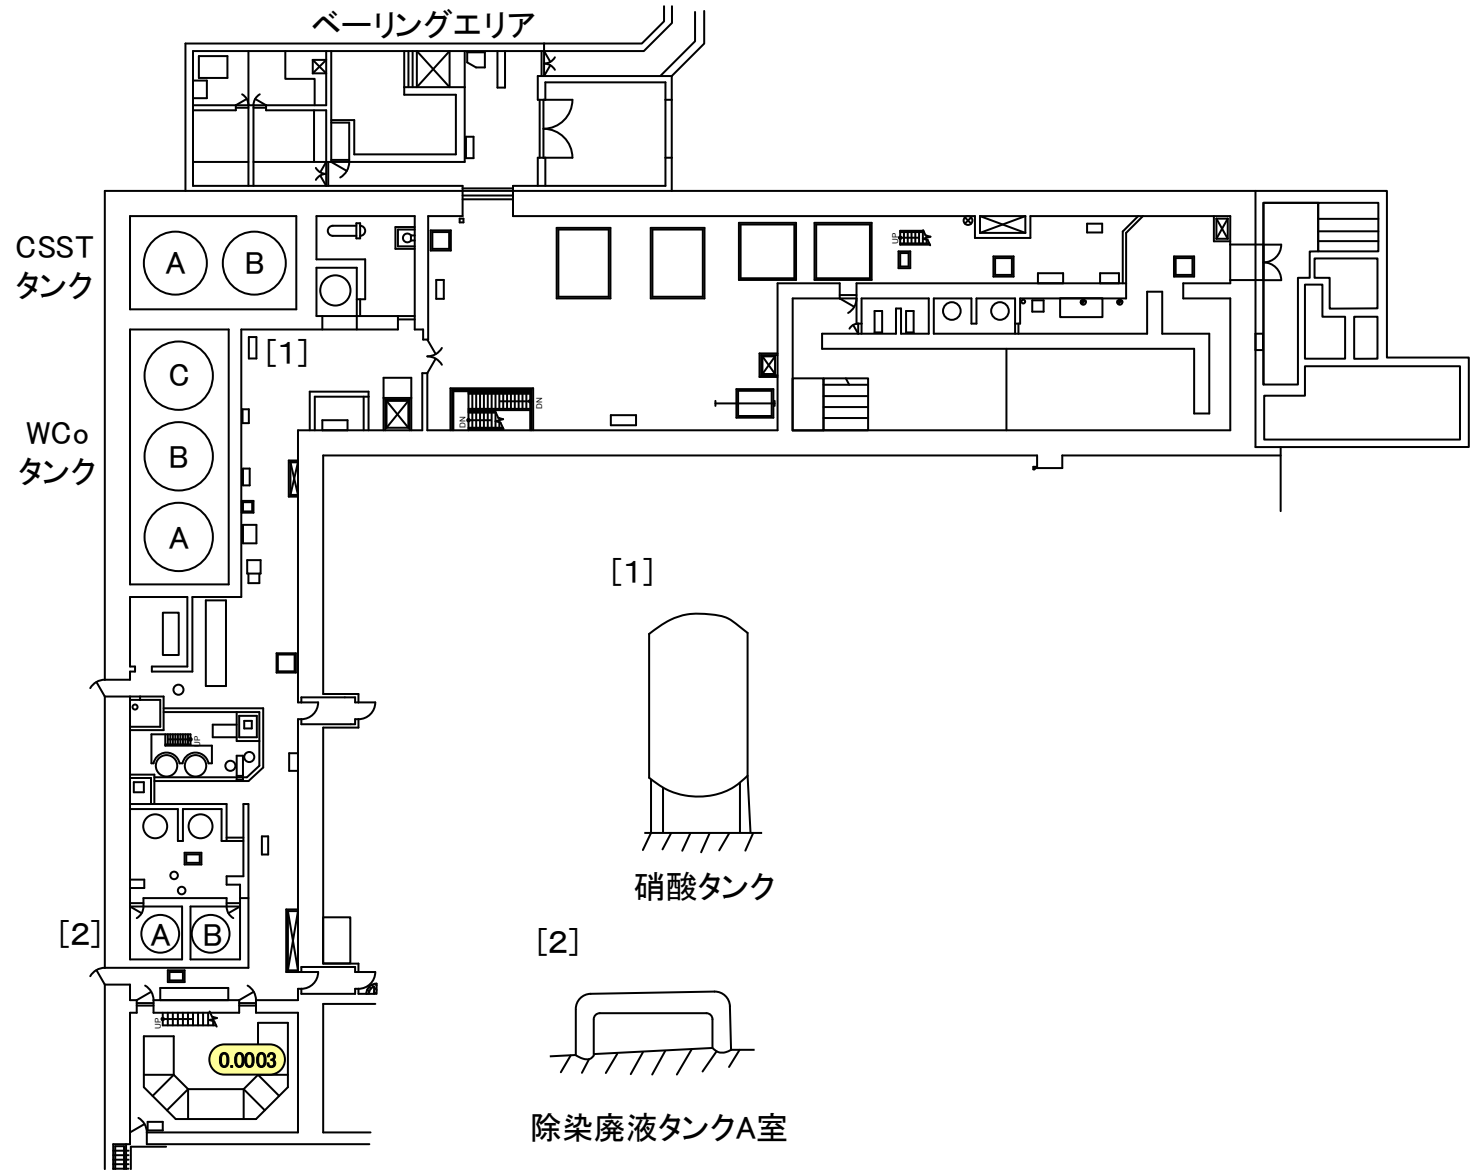 ベーリングエリア
CSST
タンク
A
B
UP
[1]
C
WCo
タンク
B
A
DN
DN
[1]
UP
硝酸タンク
[2]
A
B
[2]
UP
0.0003
除染廃液タンクA室